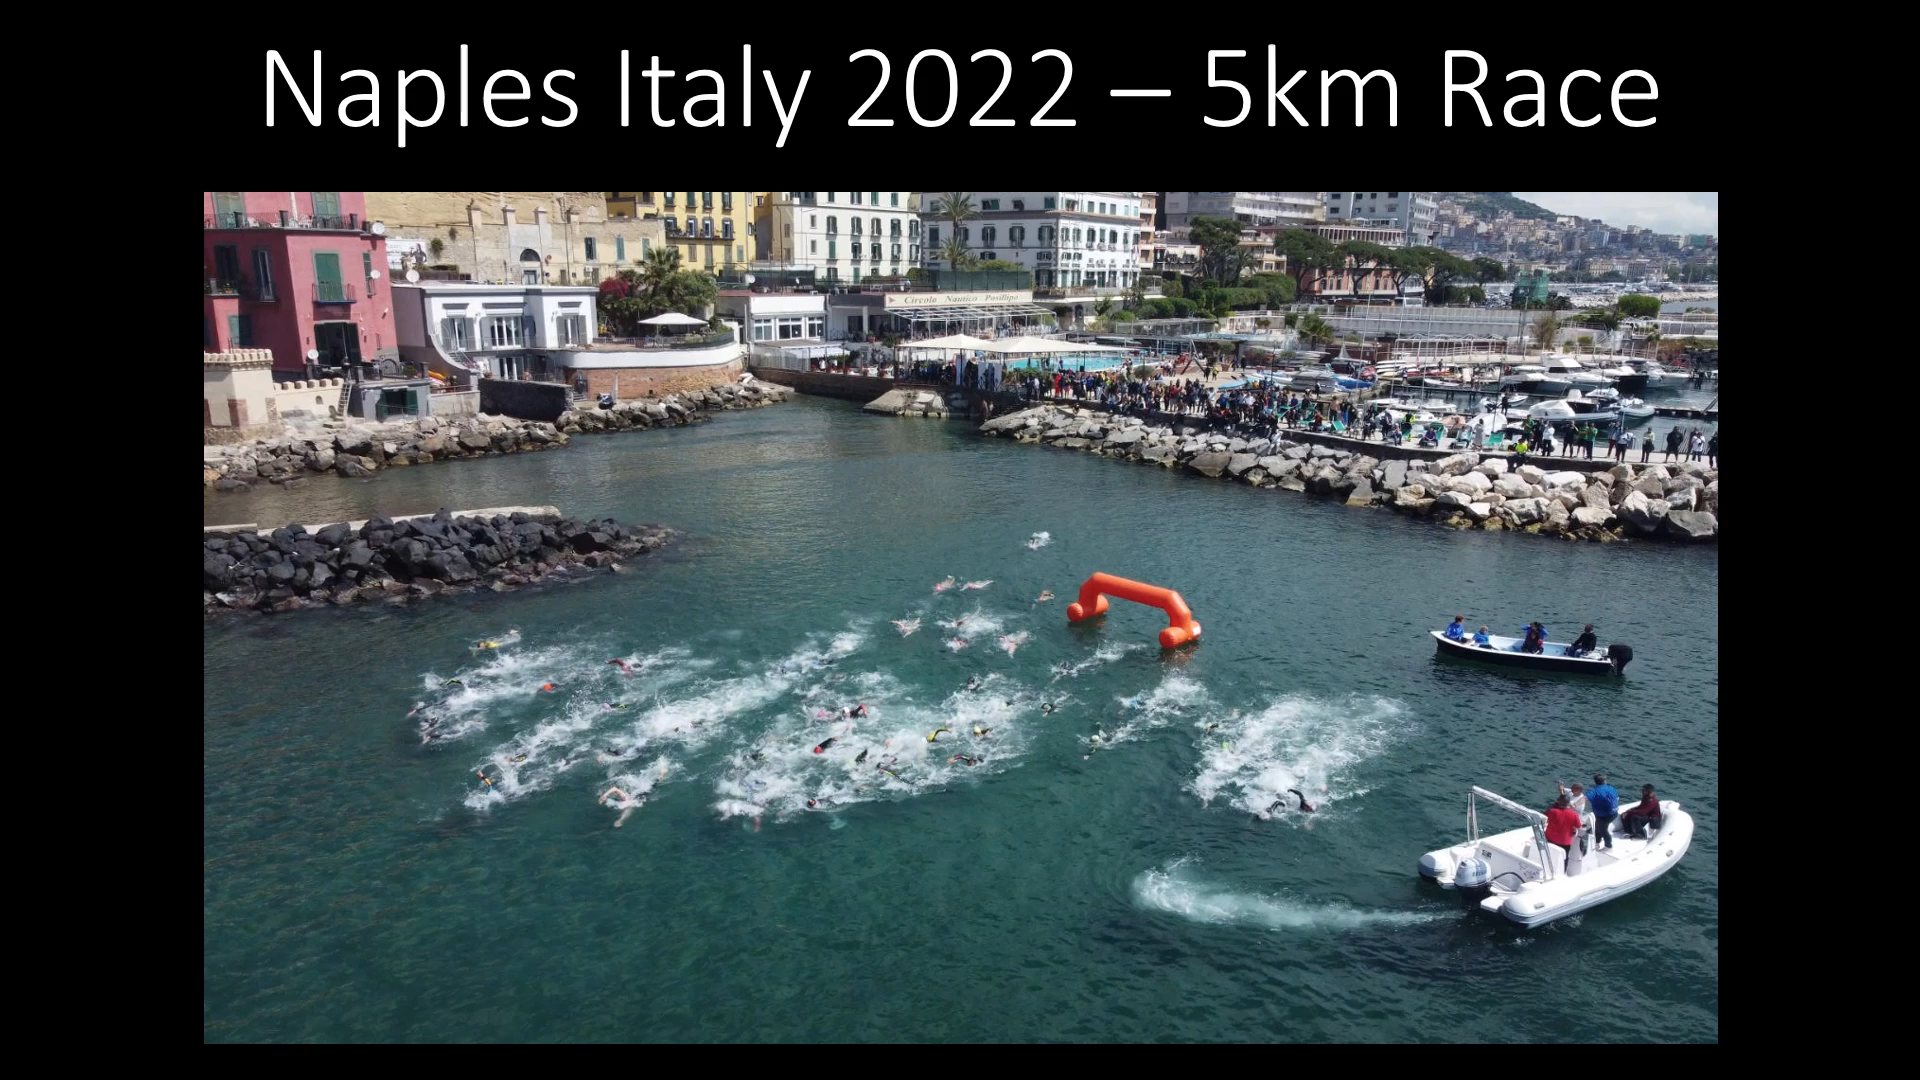 Naples Italy 2022 – 5km Race
Circolo Nautico Posillipo